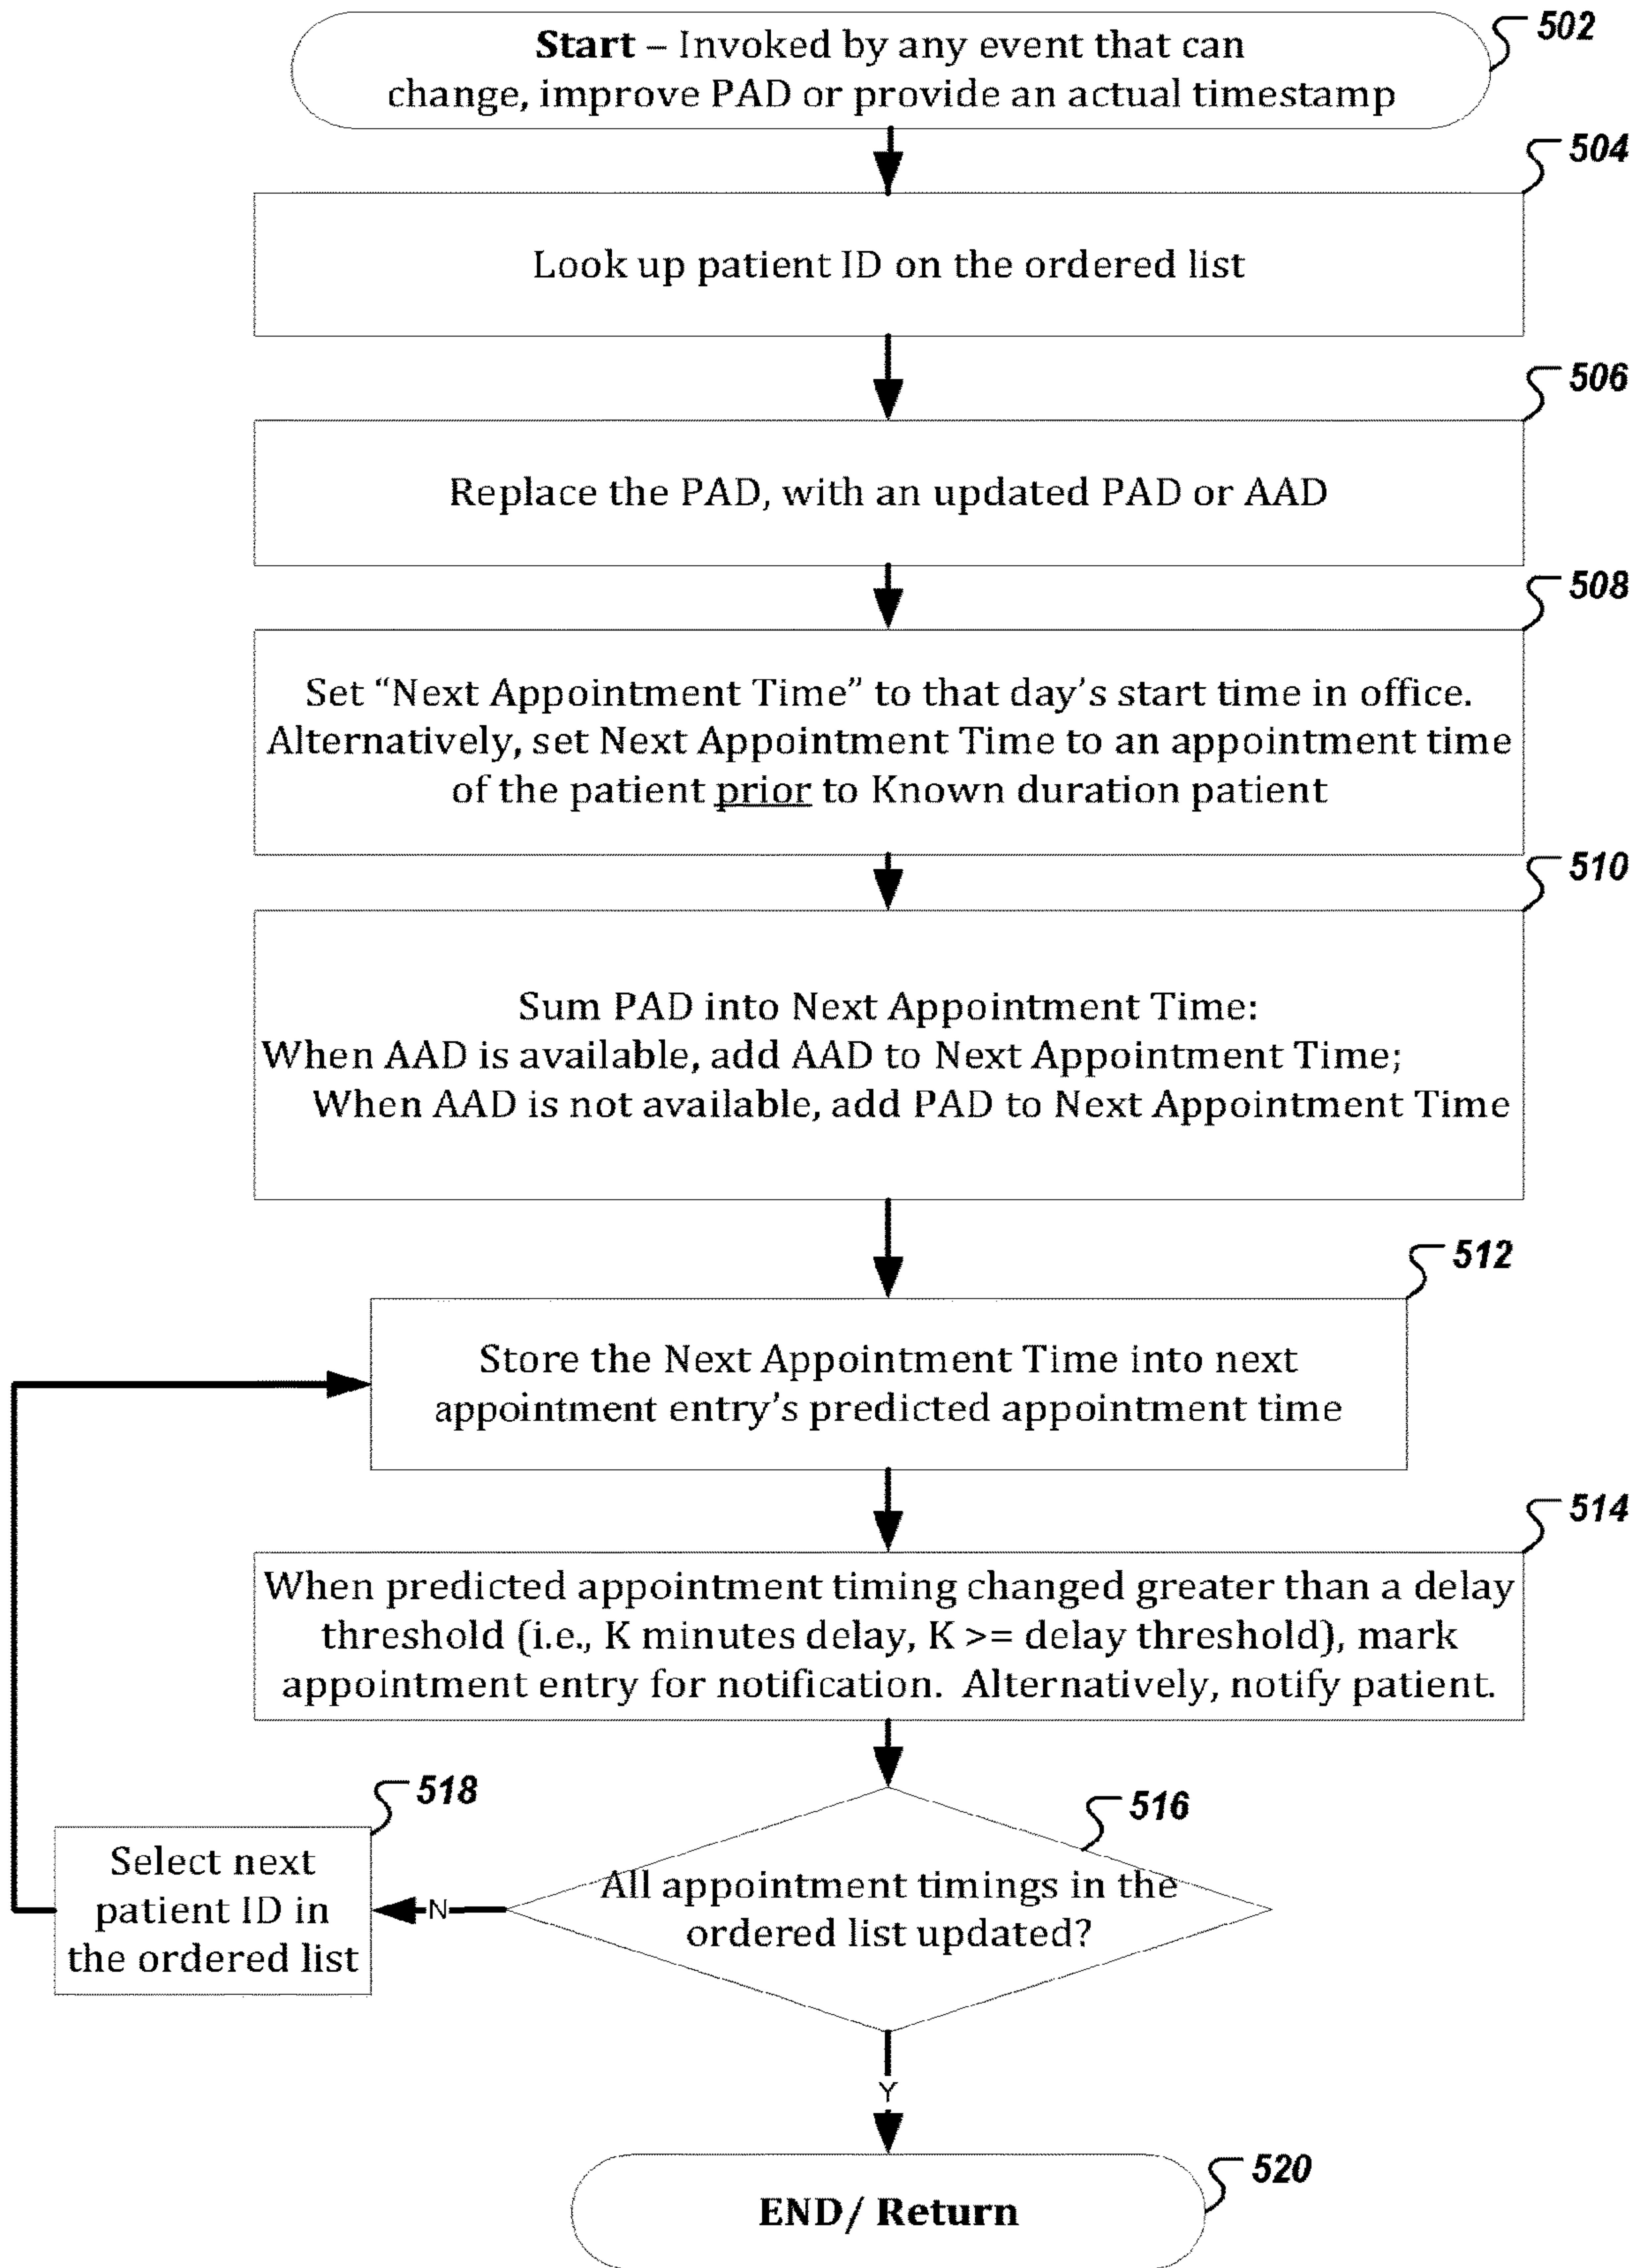 Start – Invoked by any event that can
change, improve PAD or provide an actual timestamp
502
504
Look up patient ID on the ordered list
506
Replace the PAD, with an updated PAD or AAD
508
Set “Next Appointment Time” to that day’s start time in office.
Alternatively, set Next Appointment Time to an appointment time
of the patient prior to Known duration patient
510
Sum PAD into Next Appointment Time:
When AAD is available, add AAD to Next Appointment Time;
When AAD is not available, add PAD to Next Appointment Time
512
Store the Next Appointment Time into next
appointment entry’s predicted appointment time
514
When predicted appointment timing changed greater than a delay
threshold (i.e., K minutes delay, K >= delay threshold), mark
appointment entry for notification. Alternatively, notify patient.
518
Select next
patient ID in
the ordered list
N
516
All appointment timings in the
ordered list updated?
Y
520
END/ Return